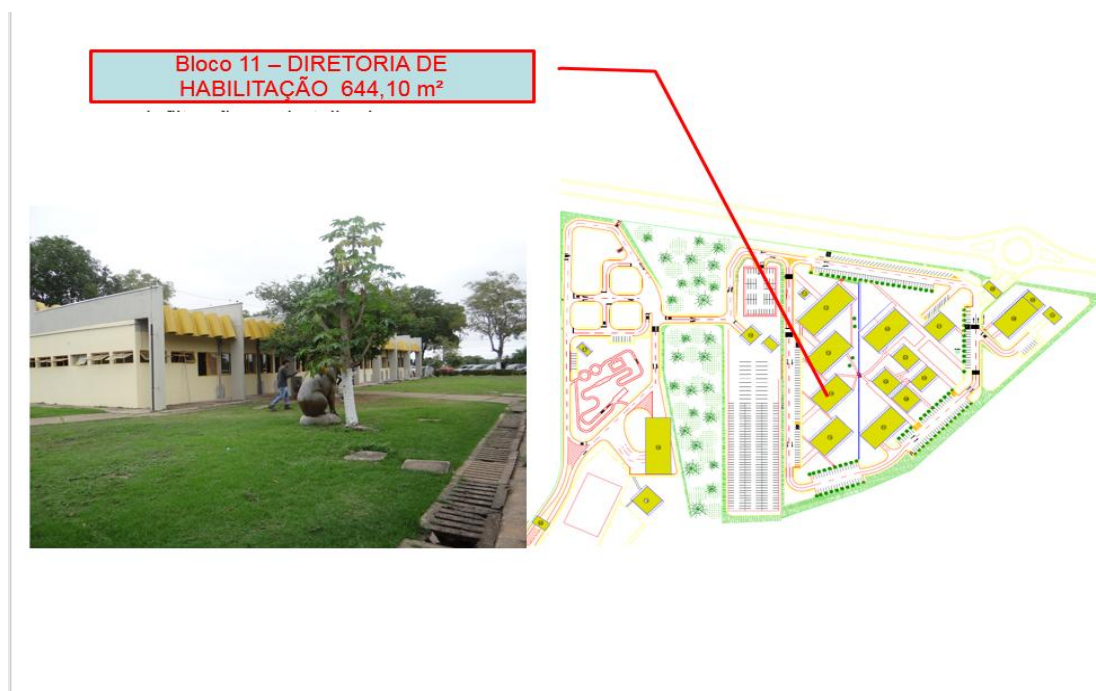 Bloco 11 – DIRETORIA DE
HABILITAÇÃO 644,10 m²